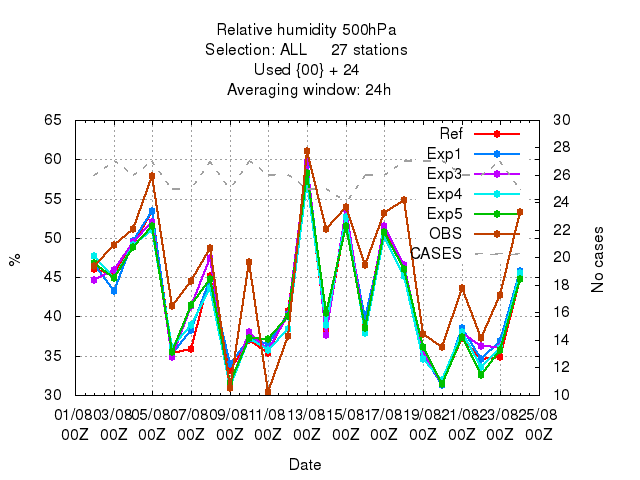 Relative humidity 500hPa
Selection: ALL 27 stations
Used {00} + 24
Averaging window: 24h
65
60
55
50
45
40
35
30
%
30
28
26
24
22
20
18
16
14
12
10
No cases
Ref
Exp1
Exp3
Exp4
Exp5
OBS
CASES
01/08 03/08 05/08 07/08 09/08 11/08 13/08 15/08 17/08 19/08 21/08 23/08 25/08
00Z 00Z 00Z 00Z 00Z 00Z 00Z 00Z 00Z 00Z 00Z 00Z 00Z
Date